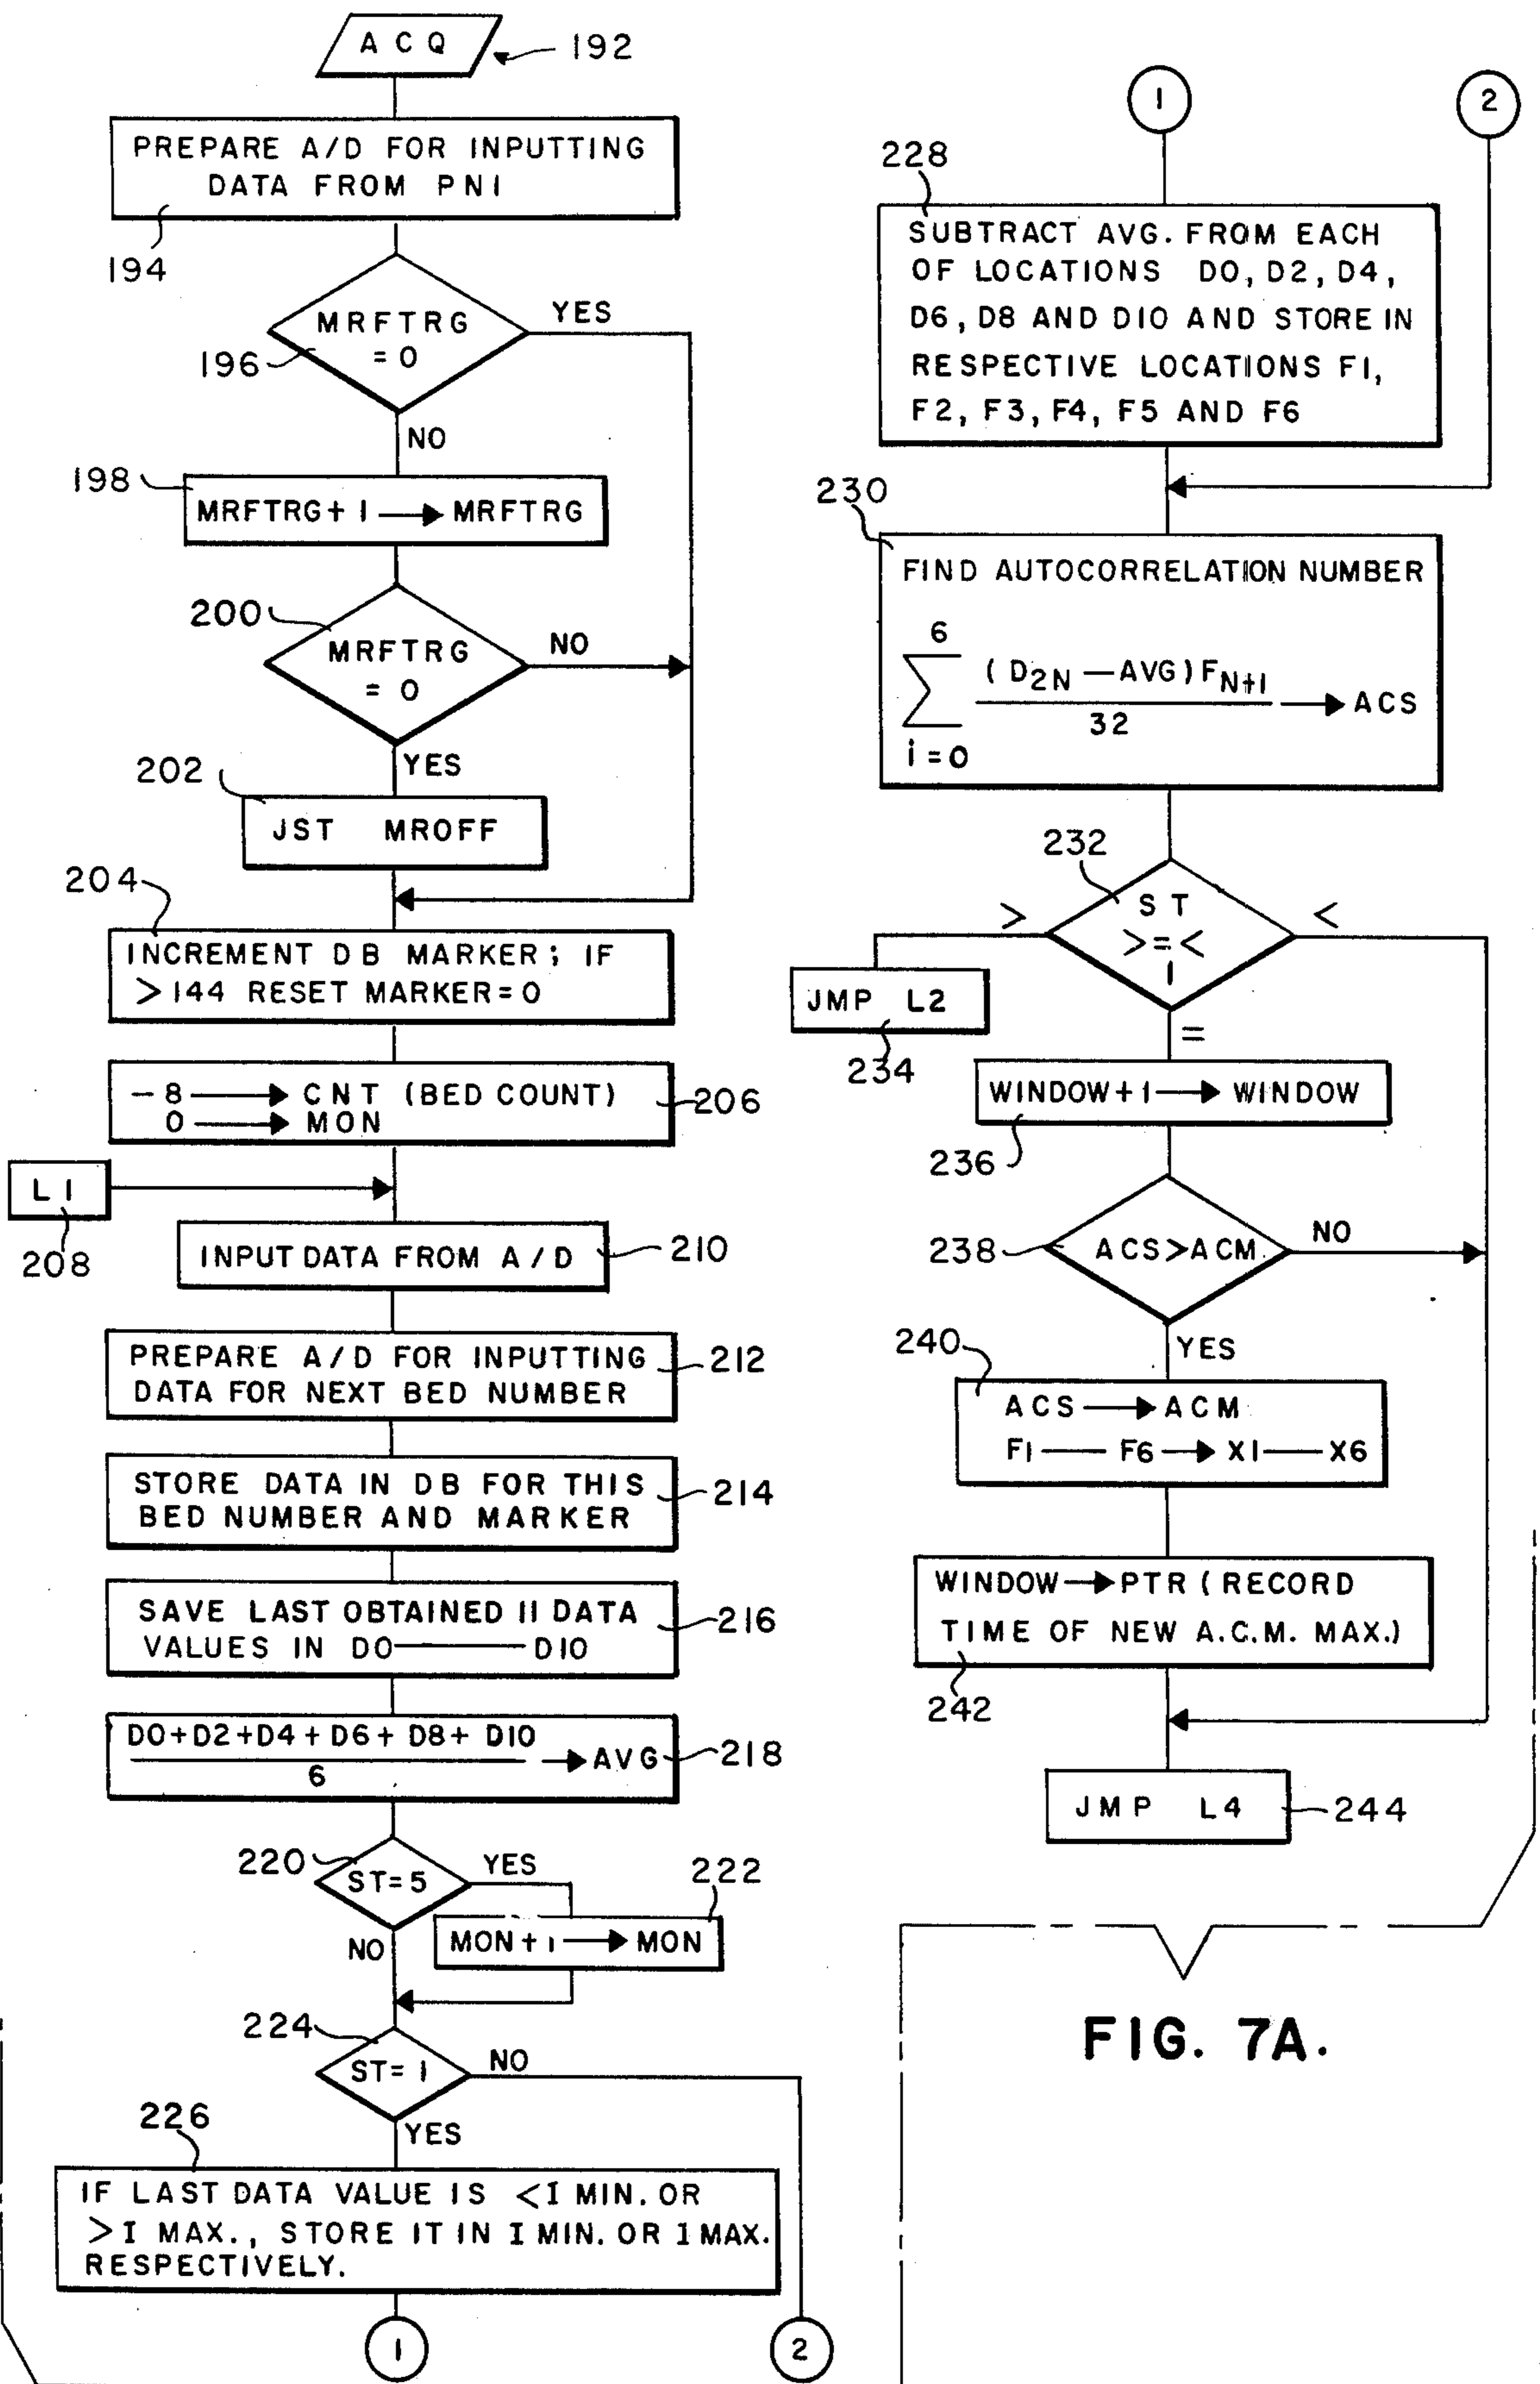 ACQ
192
PREPARE A/D FOR INPUTTING
DATA FROM PN1
194
MRFTRG
= 0
YES
196
NO
198
MRFTRG+1 → MRFTRG
200
MRFTRG
= 0
NO
YES
202
JST MROFF
204
INCREMENT DB MARKER; IF
>144 RESET MARKER=0
-8 → CNT (BED COUNT)
0 → MON
206
L1
208
INPUT DATA FROM A/D
210
PREPARE A/D FOR INPUTTING
DATA FOR NEXT BED NUMBER
212
STORE DATA IN DB FOR THIS
BED NUMBER AND MARKER
214
SAVE LAST OBTAINED 11 DATA
VALUES IN D0——D10
216
D0+D2+D4+D6+D8+D10
6
→ AVG
218
220
ST=5
YES
222
MON+1 → MON
NO
224
ST=1
NO
YES
226
IF LAST DATA VALUE IS <I MIN. OR
>I MAX., STORE IT IN I MIN. OR 1 MAX.
RESPECTIVELY.
1
2
1
2
228
SUBTRACT AVG. FROM EACH
OF LOCATIONS D0, D2, D4,
D6, D8 AND D10 AND STORE IN
RESPECTIVE LOCATIONS F1,
F2, F3, F4, F5 AND F6
230
FIND AUTOCORRELATION NUMBER
6
∑ (D2N —AVG) FN+1 → ACS
32
i=0
232
ST
>=<
1
>
<
=
JMP L2
234
WINDOW+1 → WINDOW
236
238
ACS>ACM
NO
YES
240
ACS → ACM
F1 — F6 → X1 — X6
WINDOW→PTR (RECORD
TIME OF NEW A.C.M. MAX.)
242
JMP L4
244
FIG. 7A.